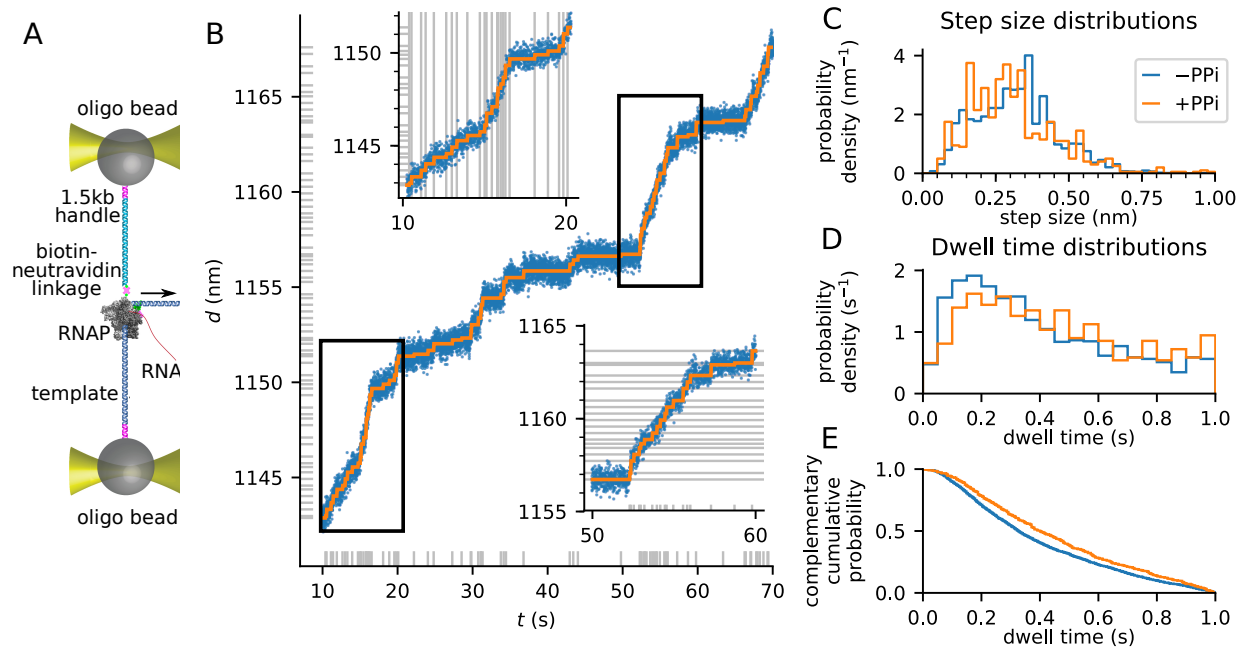 A
oligo bead
1.5kb
handle
biotin-
neutravidin
linkage
RNAP
RNA
template
oligo bead
B
d (nm)
1165
1160
1155
1150
1145
10
20
30
40
50
60
70
t (s)
1150
1145
10
20
1165
1160
1155
50
60
C
Step size distributions
probability
density (nm⁻¹)
4
2
0
−PPi
+PPi
0.00
0.25
0.50
0.75
1.00
step size (nm)
D
Dwell time distributions
probability
density (s⁻¹)
2
1
0
0.0
0.2
0.4
0.6
0.8
1.0
dwell time (s)
E
complementary
cumulative
probability
1.0
0.5
0.0
0.0
0.2
0.4
0.6
0.8
1.0
dwell time (s)